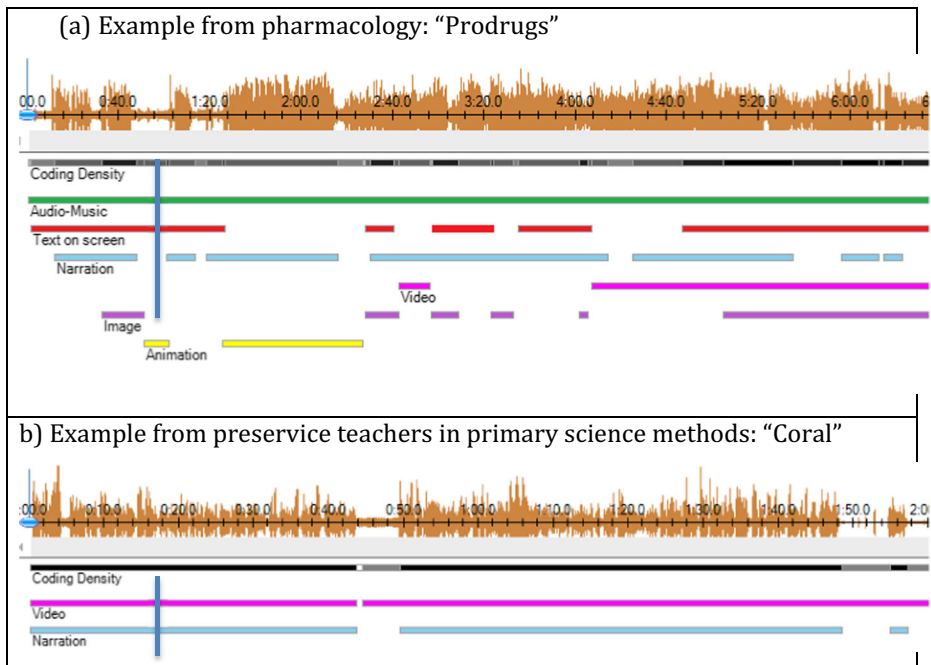 (a) Example from pharmacology: “Prodrugs”
00.0 0:40.0 1:20.0 2:00.0 2:40.0 3:20.0 4:00.0 4:40.0 5:20.0 6:00.0 6
Coding Density
Audio-Music
Text on screen
Narration
Video
Image
Animation
b) Example from preservice teachers in primary science methods: “Coral”
:00.0 0:10.0 0:20.0 0:30.0 0:40.0 0:50.0 1:00.0 1:10.0 1:20.0 1:30.0 1:40.0 1:50.0 2:00
Coding Density
Video
Narration